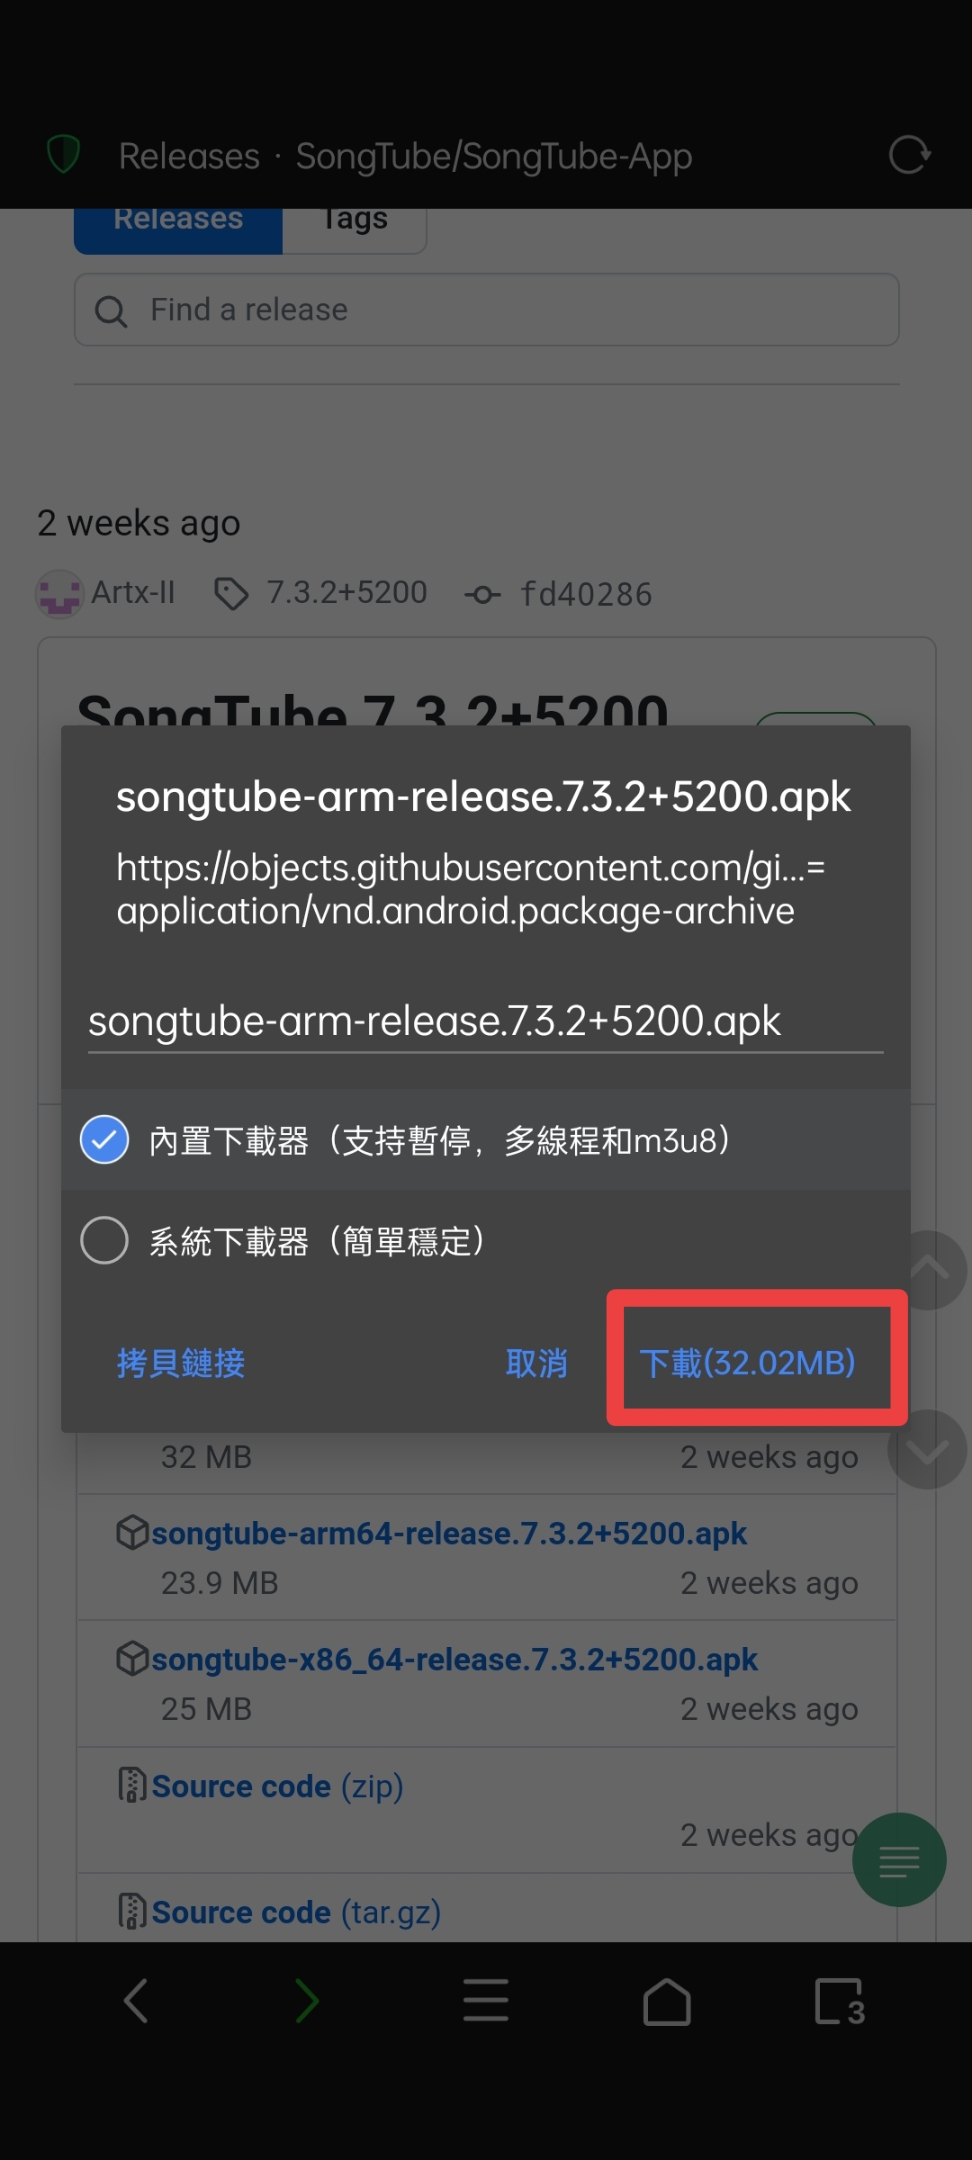 Releases · SongTube/SongTube-App
Releases
Tags
Find a release
2 weeks ago
Artx-II
7.3.2+5200
fd40286
SongTube 7.3.2+5200
songtube-arm-release.7.3.2+5200.apk
https://objects.githubusercontent.com/gi...=
application/vnd.android.package-archive
songtube-arm-release.7.3.2+5200.apk
內置下載器（支持暫停，多線程和m3u8）
系統下載器（簡單穩定）
拷貝鏈接
取消
下載(32.02MB)
32 MB
2 weeks ago
songtube-arm64-release.7.3.2+5200.apk
23.9 MB
2 weeks ago
songtube-x86_64-release.7.3.2+5200.apk
25 MB
2 weeks ago
Source code (zip)
2 weeks ago
Source code (tar.gz)
3